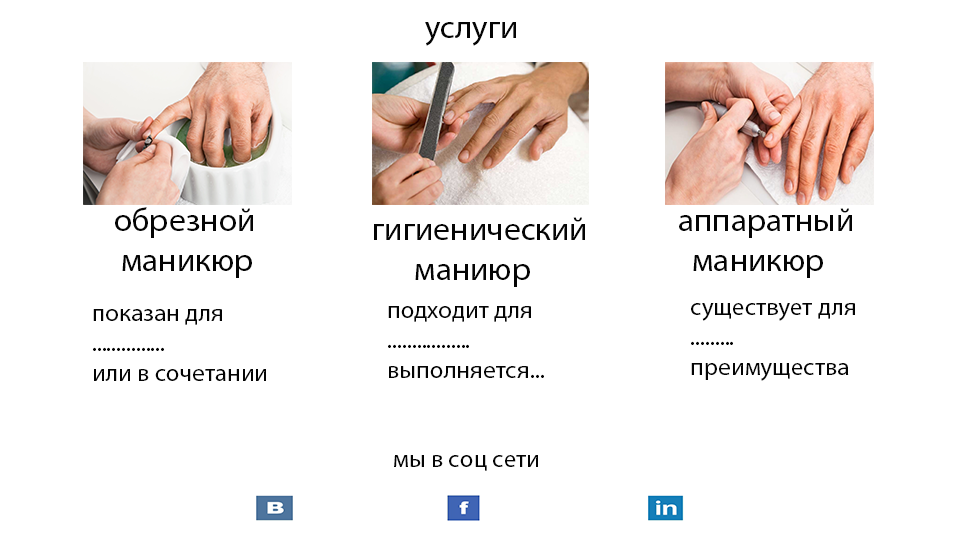 услуги
обрезной
маникюр
показан для
...............
или в сочетании
гигиенический
маниюр
подходит для
.................
выполняется...
аппаратный
маникюр
существует для
.........
преимущества
мы в соц сети
B
f
in